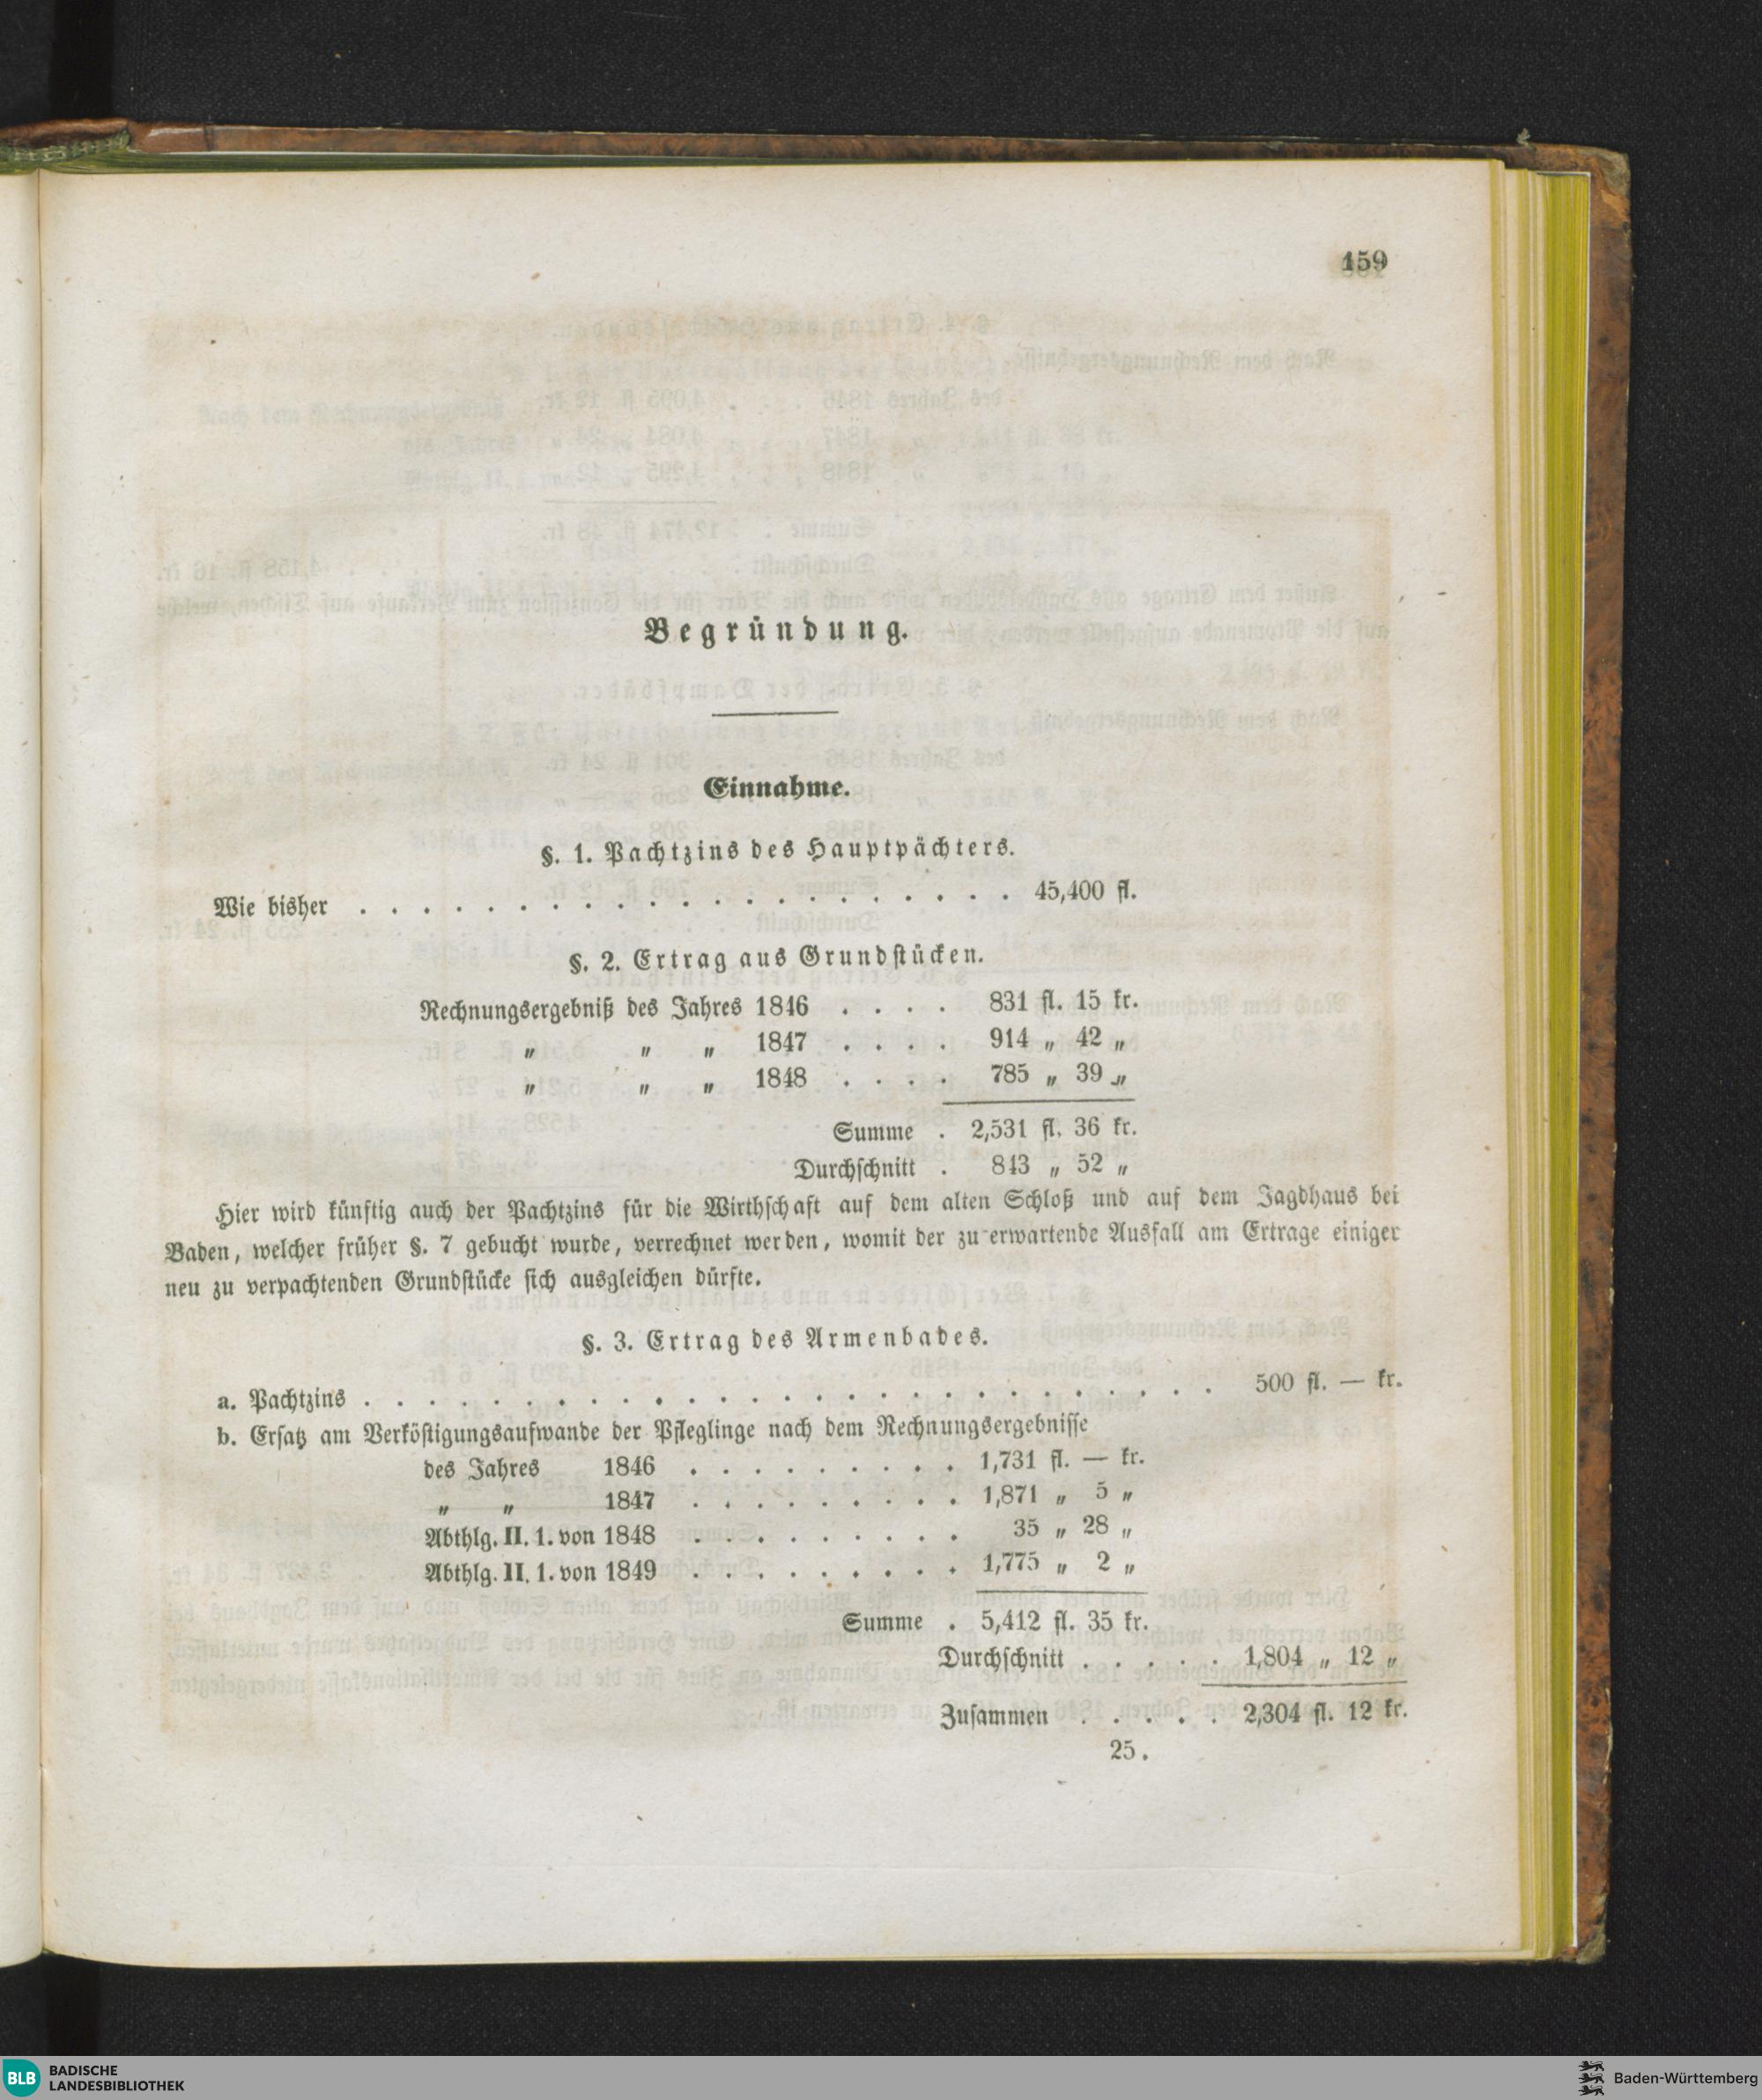 159
Begründung.
Einnahme.
§. 1. Pachtzins des Hauptpächters.
Wie bisher . . . . . . . . . . . . . . . . . . . . . 45,400 fl.
§. 2. Ertrag aus Grundstücken.
Rechnungsergebniß des Jahres 1846 . . . . 831 fl. 15 kr.
„ „ „ 1847 . . . . 914 „ 42 „
„ „ „ 1848 . . . . 785 „ 39 „
Summe . 2,531 fl. 36 kr.
Durchschnitt . 843 „ 52 „
Hier wird künftig auch der Pachtzins für die Wirthschaft auf dem alten Schloß und auf dem Jagdhaus bei
Baden, welcher früher §. 7 gebucht wurde, verrechnet werden, womit der zu erwartende Ausfall am Ertrage einiger
neu zu verpachtenden Grundstücke sich ausgleichen dürfte.
§. 3. Ertrag des Armenbades.
a. Pachtzins . . . . . . . . . . . . . . . . . . . . . . . . . . . 500 fl. — kr.
b. Ersatz am Verköstigungsaufwande der Pfleglinge nach dem Rechnungsergebnisse
des Jahres 1846 . . . . . . . . . 1,731 fl. — kr.
„ „ 1847 . . . . . . . . . 1,871 „ 5 „
Abthlg. II. 1. von 1848 . . . . . . . . . 35 „ 28 „
Abthlg. II. 1. von 1849 . . . . . . . . . 1,775 „ 2 „
Summe . 5,412 fl. 35 kr.
Durchschnitt . . . . . 1,804 „ 12 „
Zusammen . . . . . 2,304 fl. 12 kr.
25.
BLB BADISCHE
LANDESBIBLIOTHEK
Baden-Württemberg